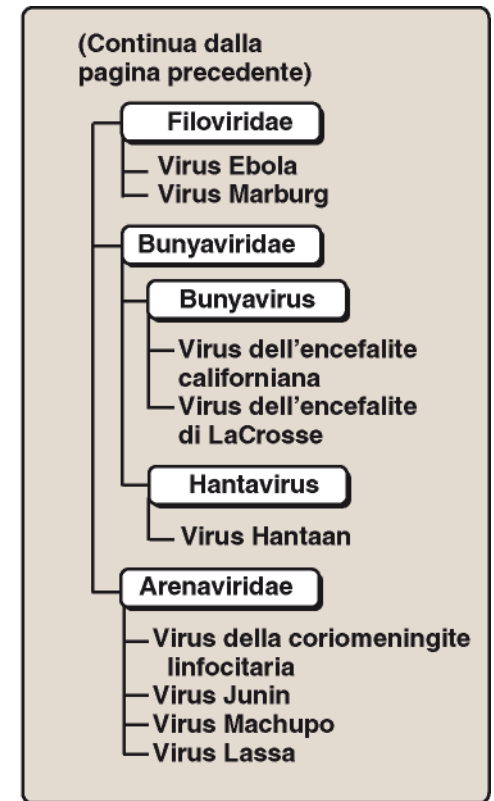 (Continua dalla
pagina precedente)
Filoviridae
Virus Ebola
Virus Marburg
Bunyaviridae
Bunyavirus
Virus dell’encefalite
californiana
Virus dell’encefalite
di LaCrosse
Hantavirus
Virus Hantaan
Arenaviridae
Virus della coriomeningite
linfocitaria
Virus Junin
Virus Machupo
Virus Lassa